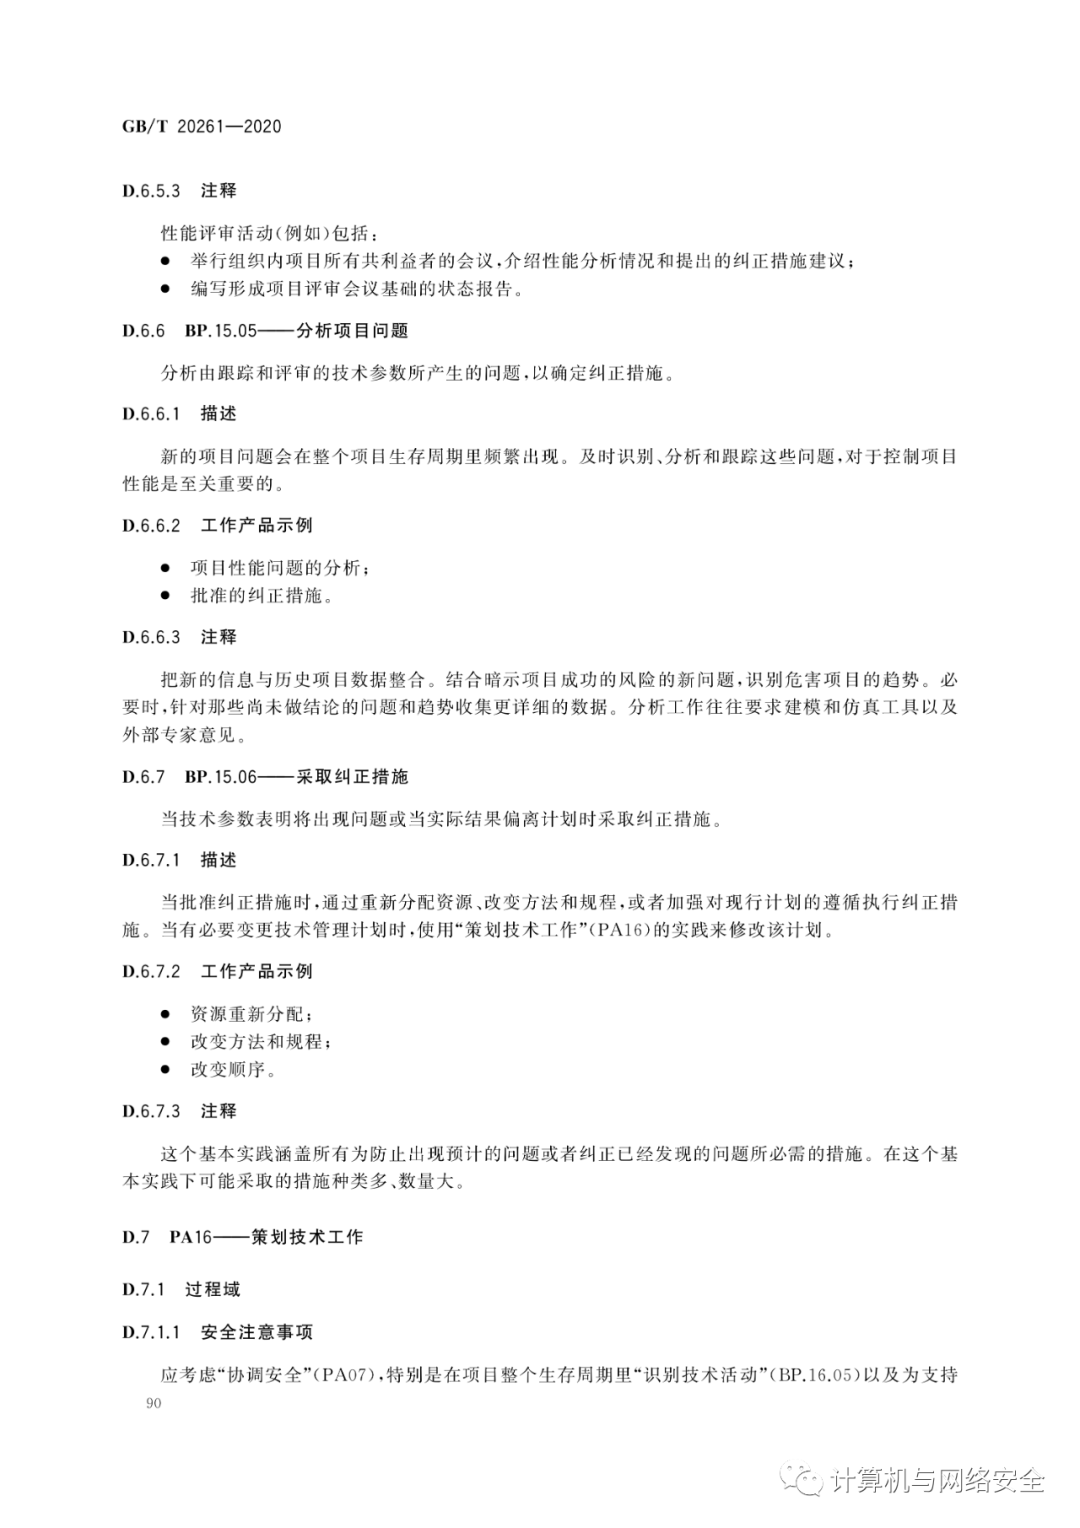 GB/T 20261—2020
D.6.5.3 注释
性能评审活动(例如)包括:
● 举行组织内项目所有共利益者的会议,介绍性能分析情况和提出的纠正措施建议;
● 编写形成项目评审会议基础的状态报告。
D.6.6 BP.15.05——分析项目问题
分析由跟踪和评审的技术参数所产生的问题,以确定纠正措施。
D.6.6.1 描述
新的项目问题会在整个项目生存周期里频繁出现。及时识别、分析和跟踪这些问题,对于控制项目
性能是至关重要的。
D.6.6.2 工作产品示例
● 项目性能问题的分析;
● 批准的纠正措施。
D.6.6.3 注释
把新的信息与历史项目数据整合。结合暗示项目成功的风险的新问题,识别危害项目的趋势。必
要时,针对那些尚未做结论的问题和趋势收集更详细的数据。分析工作往往要求建模和仿真工具以及
外部专家意见。
D.6.7 BP.15.06——采取纠正措施
当技术参数表明将出现问题或当实际结果偏离计划时采取纠正措施。
D.6.7.1 描述
当批准纠正措施时,通过重新分配资源、改变方法和规程,或者加强对现行计划的遵循执行纠正措
施。当有必要变更技术管理计划时,使用“策划技术工作”(PA16)的实践来修改该计划。
D.6.7.2 工作产品示例
● 资源重新分配;
● 改变方法和规程;
● 改变顺序。
D.6.7.3 注释
这个基本实践涵盖所有为防止出现预计的问题或者纠正已经发现的问题所必需的措施。在这个基
本实践下可能采取的措施种类多、数量大。
D.7 PA16——策划技术工作
D.7.1 过程域
D.7.1.1 安全注意事项
应考虑“协调安全”(PA07),特别是在项目整个生存周期里“识别技术活动”(BP.16.05)以及为支持
90
计算机与网络安全